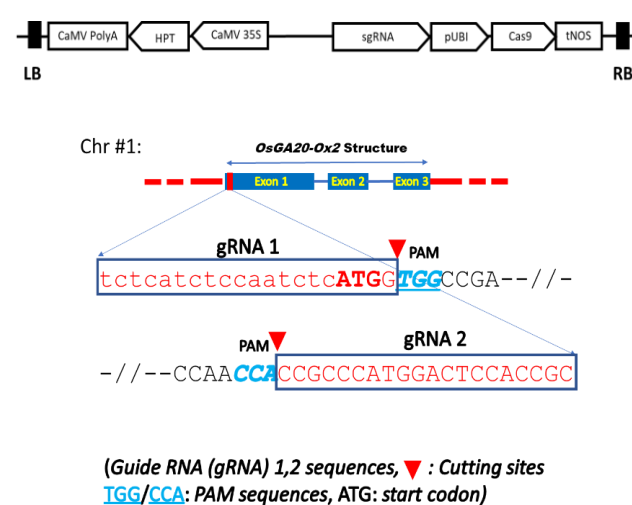 CaMV PolyA HPT CaMV 35S sgRNA pUBI Cas9 tNOS
LB RB
Chr #1: OsGA20-Ox2 Structure
Exon 1 Exon 2 Exon 3
gRNA 1 PAM
tctcatctccaatctcATGgTGGCCGA--//-
PAM gRNA 2
-//--CCAACCACCGCCCATGGACTCCACCGC
(Guide RNA (gRNA) 1,2 sequences, : Cutting sites
TGG/CCA: PAM sequences, ATG: start codon)